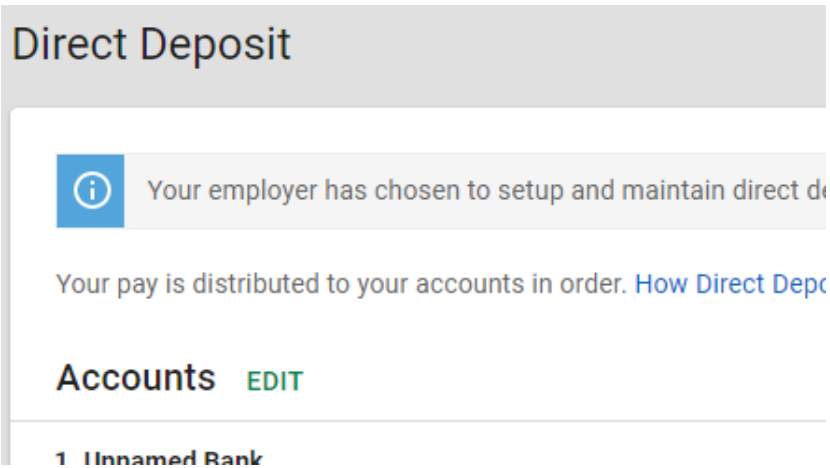 Direct Deposit
Your employer has chosen to setup and maintain direct de
Your pay is distributed to your accounts in order. How Direct Depo
Accounts EDIT
1. Unnamed Bank